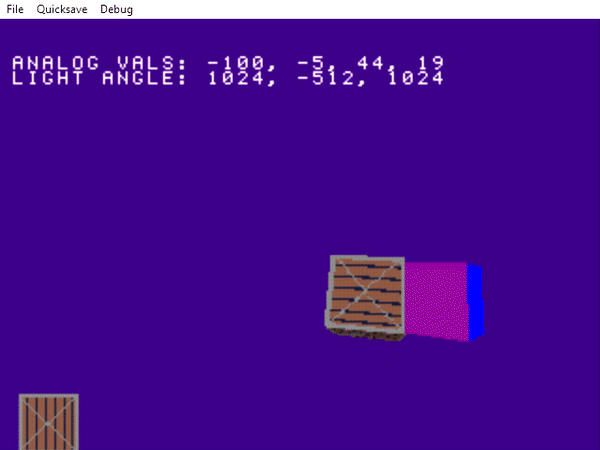 File Quicksave Debug
ANALOG VALS: -100, -5, 44, 19
LIGHT ANGLE: 1024, -512, 1024